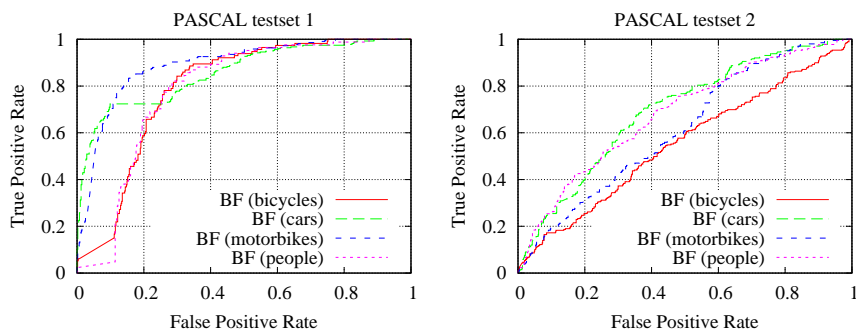 PASCAL testset 1
True Positive Rate
1
0.8
0.6
0.4
0.2
0
BF (bicycles)
BF (cars)
BF (motorbikes)
BF (people)
0 0.2 0.4 0.6 0.8 1
False Positive Rate
PASCAL testset 2
True Positive Rate
1
0.8
0.6
0.4
0.2
0
BF (bicycles)
BF (cars)
BF (motorbikes)
BF (people)
0 0.2 0.4 0.6 0.8 1
False Positive Rate